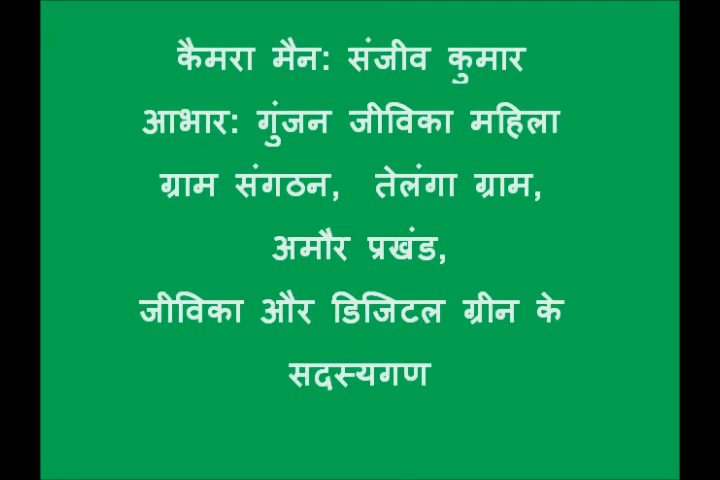 कैमरा मैन: संजीव कुमार
आभार: गुंजन जीविका महिला
ग्राम संगठन, तेलंगा ग्राम,
अमौर प्रखंड,
जीविका और डिजिटल ग्रीन के
सदस्यगण